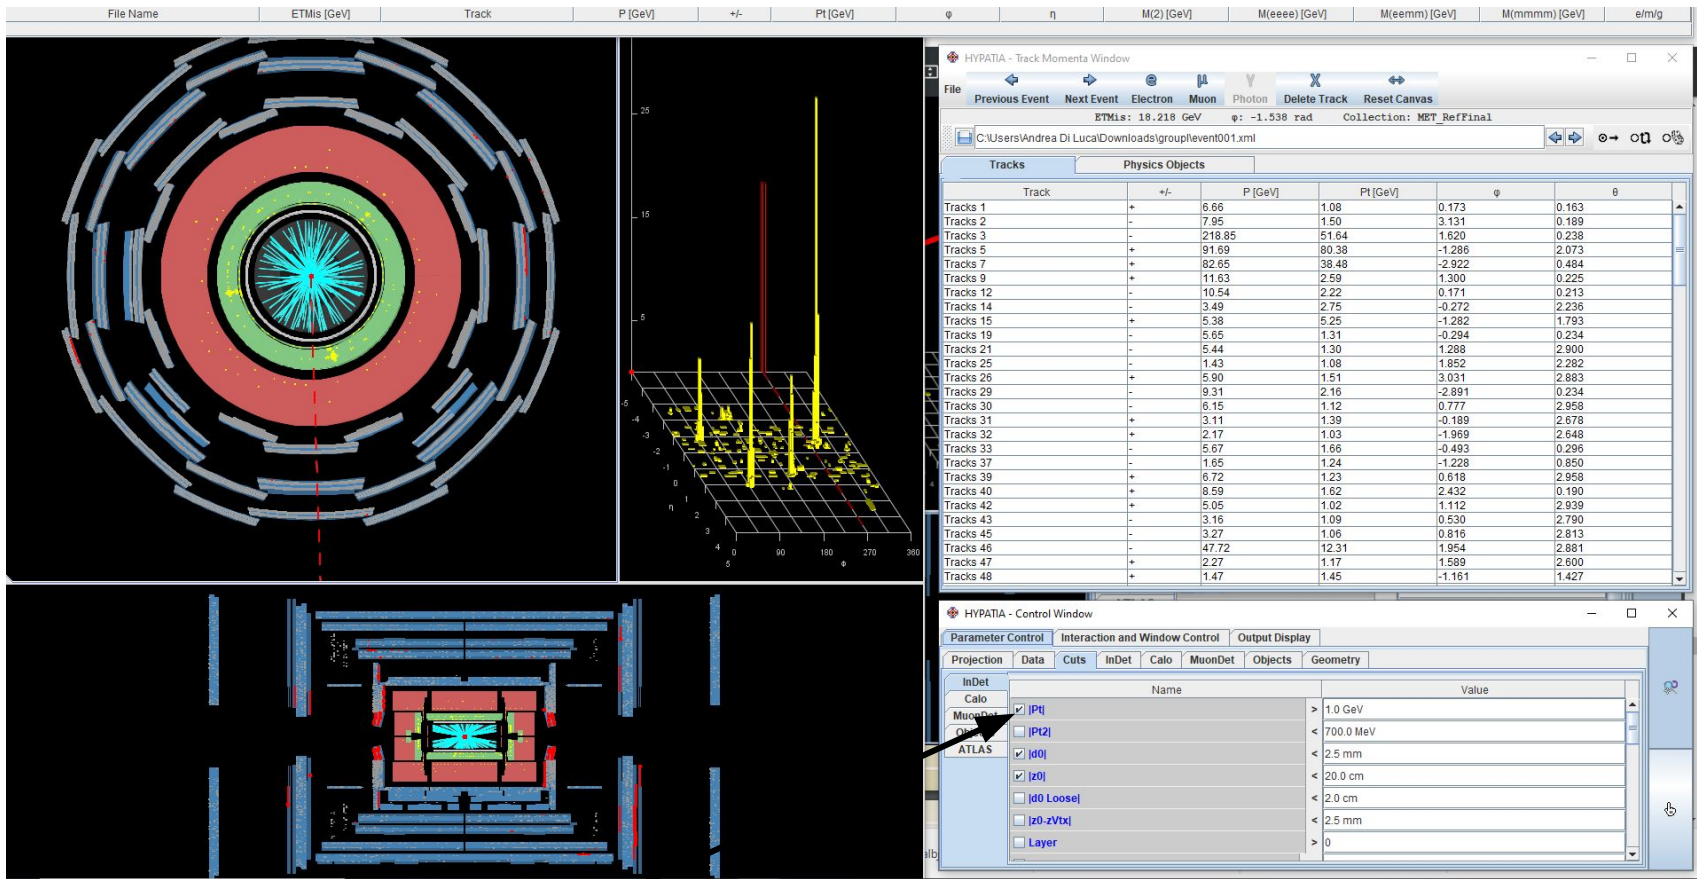 File Name ETMis [GeV] Track P [GeV] +/- Pt [GeV] φ η M(2) [GeV] M(eeee) [GeV] M(eemm) [GeV] M(mmmm) [GeV] e/m/g
25
15
5
-5
-4
-3
-2
-1
0
1
2
3
4
5
η
0 90 180 270 360
φ
HYPATIA - Track Momenta Window
File
Previous Event Next Event Electron Muon Photon Delete Track Reset Canvas
ETMis: 18.218 GeV φ: -1.538 rad Collection: MET_RefFinal
C:\Users\Andrea Di Luca\Downloads\groupI\event001.xml
Tracks Physics Objects
Track +/- P [GeV] Pt [GeV] φ θ
Tracks 1 + 6.66 1.08 0.173 0.163
Tracks 2 - 7.95 1.50 3.131 0.189
Tracks 3 - 218.85 51.64 1.620 0.238
Tracks 5 + 91.69 80.38 -1.286 2.073
Tracks 7 + 82.65 38.48 -2.922 0.484
Tracks 9 + 11.63 2.59 1.300 0.225
Tracks 12 - 10.54 2.22 0.171 0.213
Tracks 14 - 3.49 2.75 -0.272 2.236
Tracks 15 + 5.38 5.25 -1.282 1.793
Tracks 19 - 5.65 1.31 -0.294 0.234
Tracks 21 - 5.44 1.30 1.288 2.900
Tracks 25 - 1.43 1.08 1.852 2.282
Tracks 26 + 5.90 1.51 3.031 2.883
Tracks 29 - 9.31 2.16 -2.891 0.234
Tracks 30 - 6.15 1.12 0.777 2.958
Tracks 31 + 3.11 1.39 -0.189 2.678
Tracks 32 + 2.17 1.03 -1.969 2.648
Tracks 33 - 5.67 1.66 -0.493 0.296
Tracks 37 - 1.65 1.24 -1.228 0.850
Tracks 39 + 6.72 1.23 0.618 2.958
Tracks 40 + 8.59 1.62 2.432 0.190
Tracks 42 + 5.05 1.02 1.112 2.939
Tracks 43 - 3.16 1.09 0.530 2.790
Tracks 45 - 3.27 1.06 0.816 2.813
Tracks 46 - 47.72 12.31 1.954 2.881
Tracks 47 + 2.27 1.17 1.589 2.600
Tracks 48 + 1.47 1.45 -1.161 1.427
HYPATIA - Control Window
Parameter Control Interaction and Window Control Output Display
Projection Data Cuts InDet Calo MuonDet Objects Geometry
InDet
Calo
ATLAS
Name Value
|Pt| > 1.0 GeV
|Pt2| < 700.0 MeV
|d0| < 2.5 mm
|z0| < 20.0 cm
|d0 Loose| < 2.0 cm
|z0-zVtx| < 2.5 mm
Layer > 0